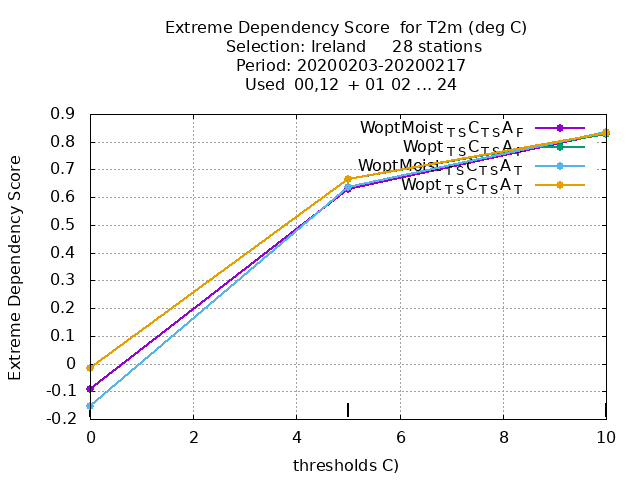 Extreme Dependency Score for T2m (deg C)
Selection: Ireland 28 stations
Period: 20200203-20200217
Used 00,12 + 01 02 ... 24
Extreme Dependency Score
0.9
0.8
0.7
0.6
0.5
0.4
0.3
0.2
0.1
0
-0.1
-0.2
WoptMoist TS C TS A F
Wopt TS C TS A
WoptMoist TS C TS A T
Wopt TS C TS A T
0 2 4 6 8 10
thresholds C)